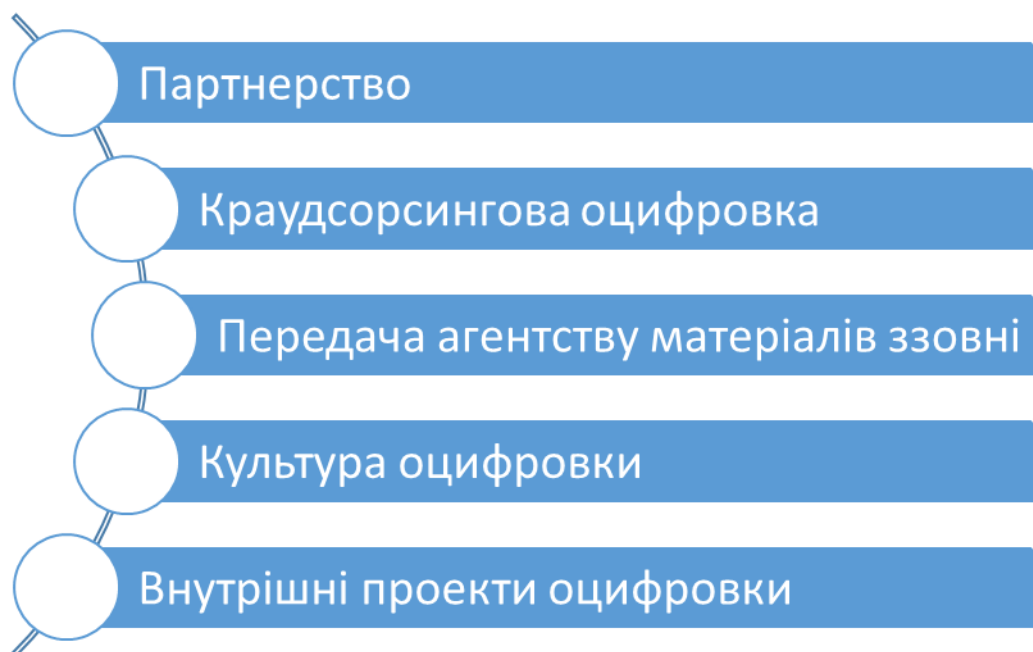 Партнерство
Краудсорсингова оцифровка
Передача агентству матеріалів ззовні
Культура оцифровки
Внутрішні проекти оцифровки